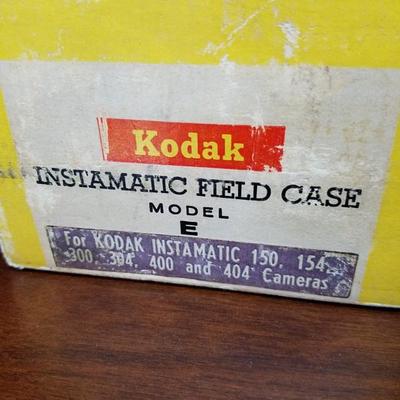 Kodak
INSTAMATIC FIELD CASE
MODEL
E
For KODAK INSTAMATIC 150, 154,
300, 304, 400 and 404 Cameras